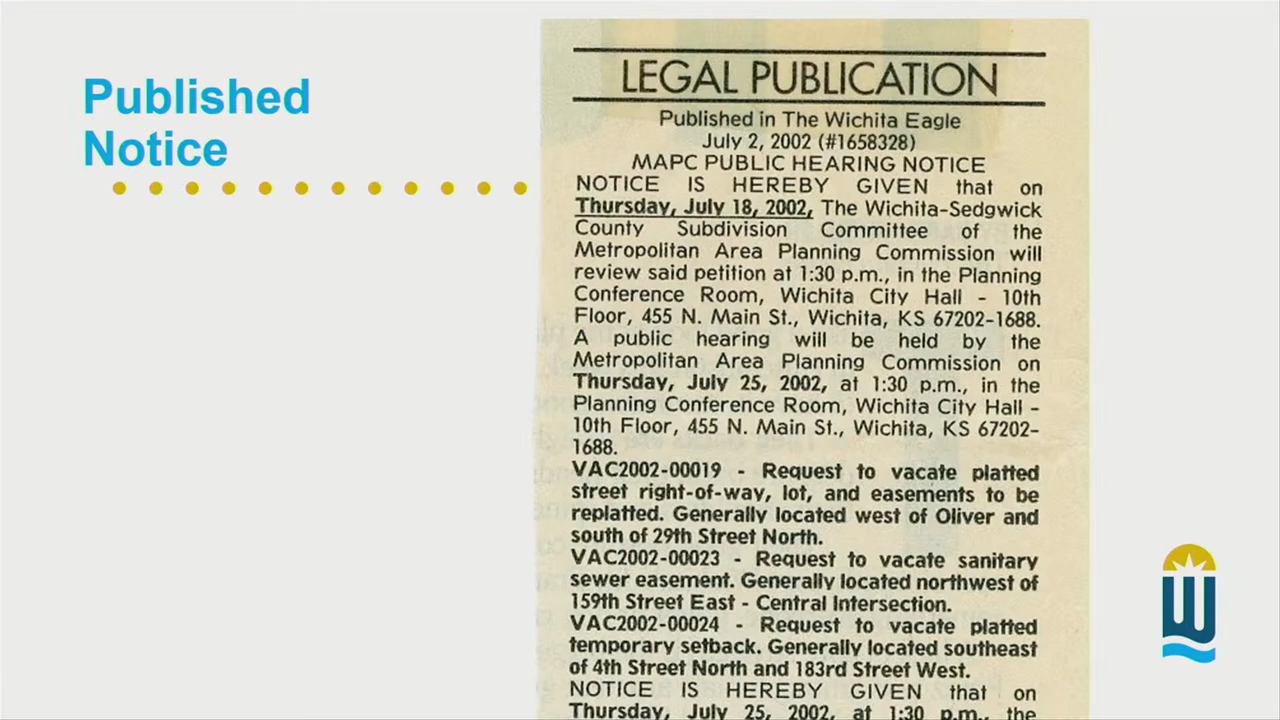 Published
Notice
LEGAL PUBLICATION
Published in The Wichita Eagle
July 2, 2002 (#1658328)
MAPC PUBLIC HEARING NOTICE
NOTICE IS HEREBY GIVEN that on
Thursday, July 18, 2002, The Wichita-Sedgwick
County Subdivision Committee of the
Metropolitan Area Planning Commission will
review said petition at 1:30 p.m., in the Planning
Conference Room, Wichita City Hall - 10th
Floor, 455 N. Main St., Wichita, KS 67202-1688.
A public hearing will be held by the
Metropolitan Area Planning Commission on
Thursday, July 25, 2002, at 1:30 p.m., in the
Planning Conference Room, Wichita City Hall -
10th Floor, 455 N. Main St., Wichita, KS 67202-
1688.
VAC2002-00019 - Request to vacate platted
street right-of-way, lot, and easements to be
replatted. Generally located west of Oliver and
south of 29th Street North.
VAC2002-00023 - Request to vacate sanitary
sewer easement. Generally located northwest of
159th Street East - Central Intersection.
VAC2002-00024 - Request to vacate platted
temporary setback. Generally located southeast
of 4th Street North and 183rd Street West.
NOTICE IS HEREBY GIVEN that on
Thursday, July 25, 2002, at 1:30 p.m., the
W